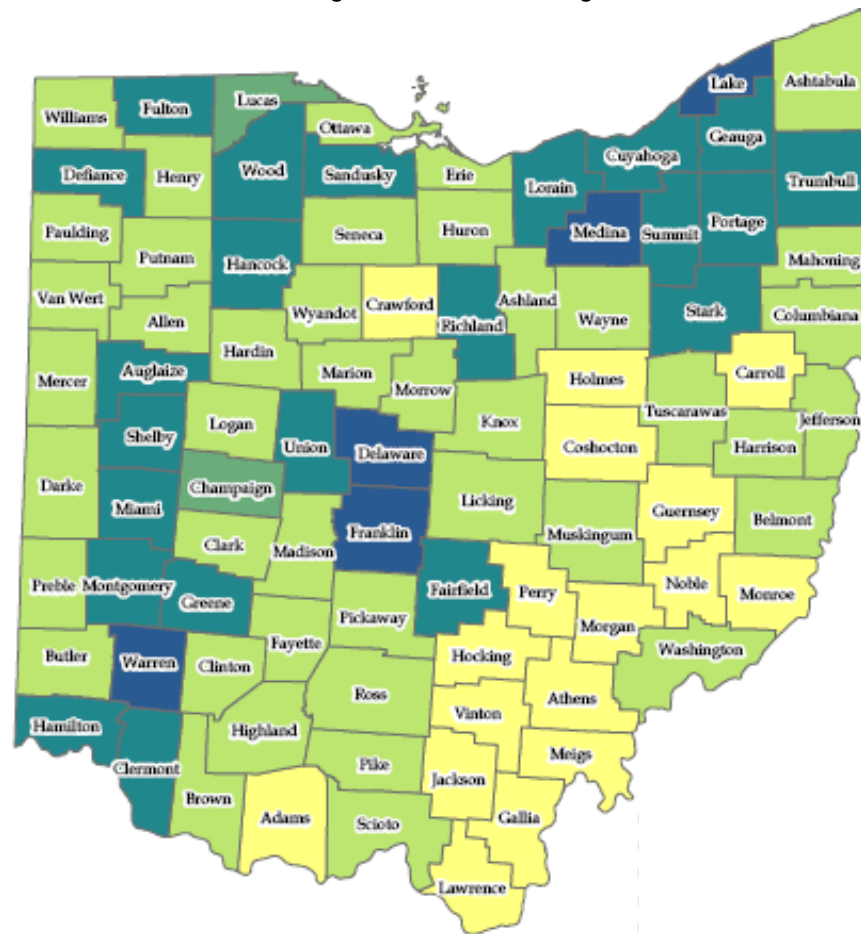 Lake
Ashtabula
Lucas
Fulton
Williams
Ottawa
Geauga
Cuyahoga
Erie
Wood
Sandusky
Defiance
Henry
Lorain
Trumbull
Portage
Paulding
Seneca
Huron
Medina
Summit
Putnam
Hancock
Mahoning
Van Wert
Crawford
Ashland
Wyandot
Stark
Columbiana
Allen
Richland
Wayne
Hardin
Auglaize
Marion
Carroll
Mercer
Holmes
Morrow
Tuscarawas
Jefferson
Logan
Knox
Shelby
Union
Coshocton
Harrison
Delaware
Darke
Champaign
Licking
Miami
Guernsey
Belmont
Franklin
Muskingum
Clark
Madison
Preble
Montgomery
Noble
Fairfield
Perry
Monroe
Greene
Pickaway
Morgan
Fayette
Washington
Butler
Warren
Hocking
Clinton
Ross
Athens
Vinton
Hamilton
Highland
Meigs
Pike
Clermont
Jackson
Brown
Gallia
Adams
Scioto
Lawrence